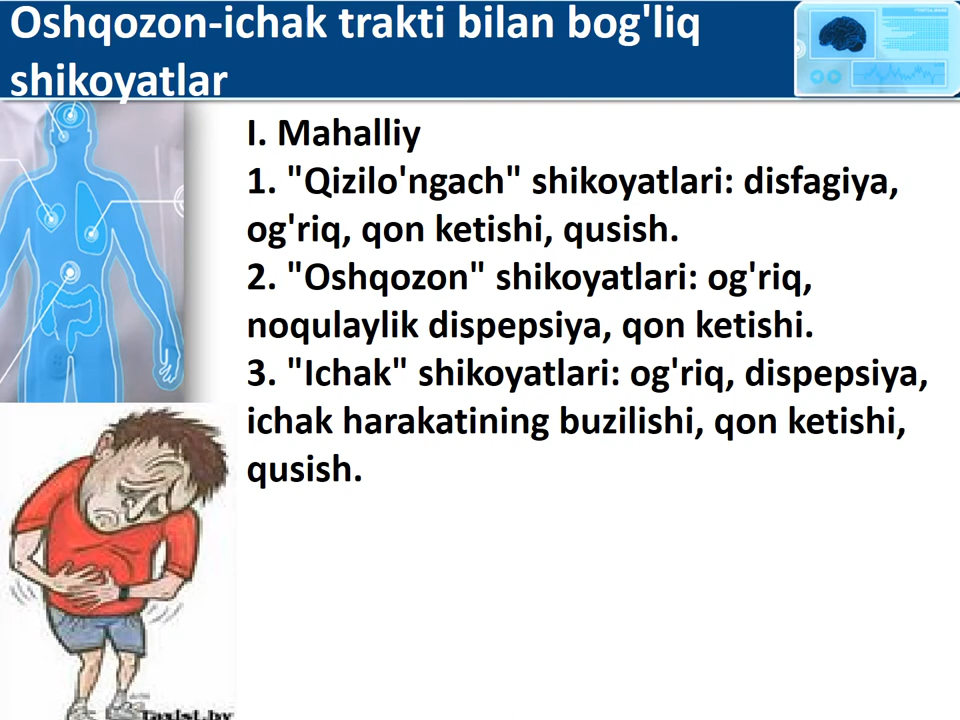 Oshqozon-ichak trakti bilan bog'liq
shikoyatlar
I. Mahalliy
1. "Qizilo'ngach" shikoyatlari: disfagiya,
og'riq, qon ketishi, qusish.
2. "Oshqozon" shikoyatlari: og'riq,
noqulaylik dispepsiya, qon ketishi.
3. "Ichak" shikoyatlari: og'riq, dispepsiya,
ichak harakatining buzilishi, qon ketishi,
qusish.